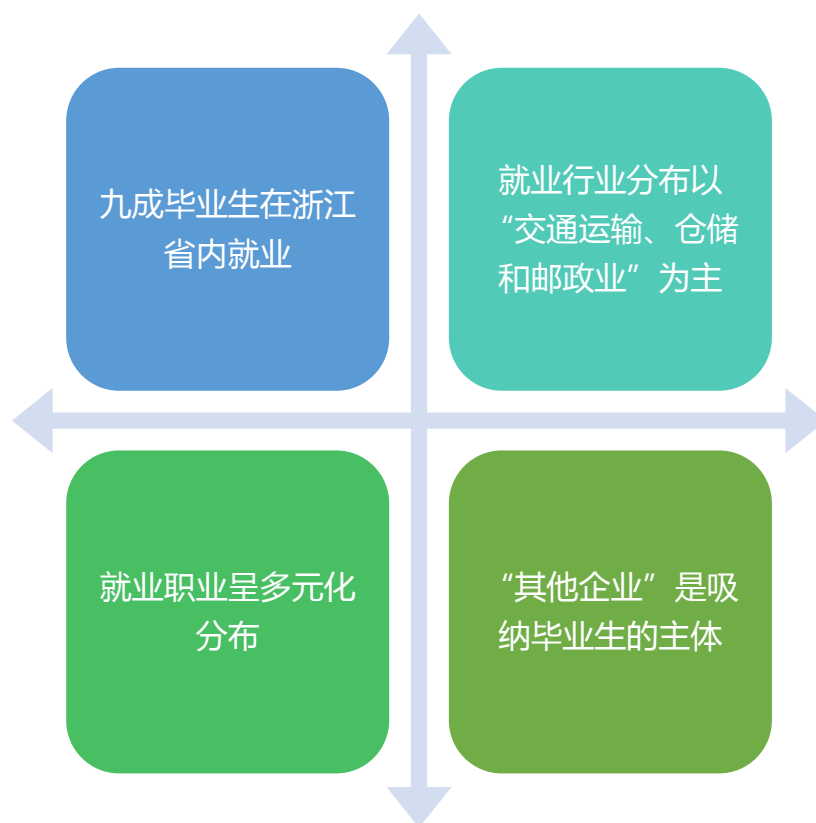 九成毕业生在浙江
省内就业
就业行业分布以
“交通运输、仓储
和邮政业”为主
就业职业呈多元化
分布
“其他企业”是吸
纳毕业生的主体